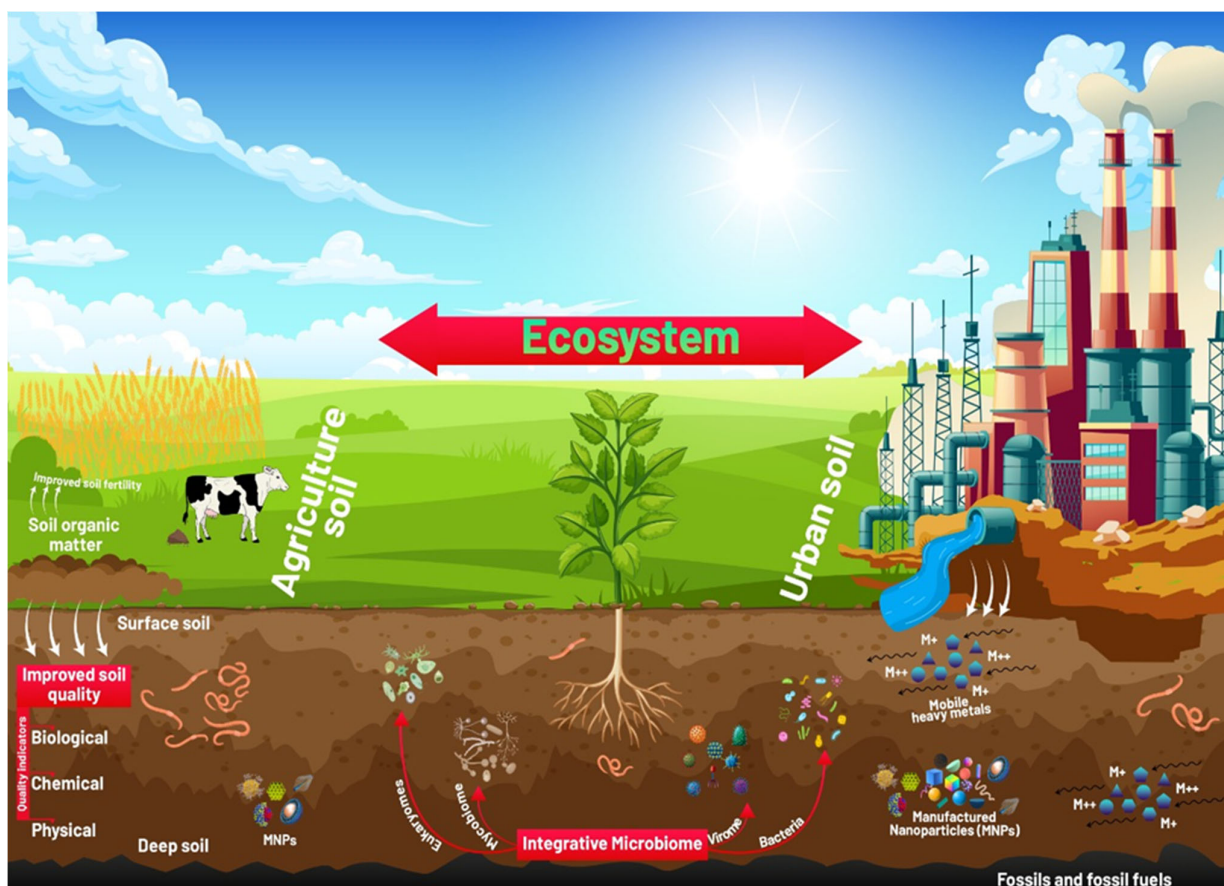 Ecosystem
Agriculture
soil
Urban soil
Improved soil fertility
Soil organic
matter
Surface soil
Improved soil
quality
Quality indicators
Biological
Chemical
Physical
Deep soil
MNPs
Eukaryomes
Mycobiome
Integrative Microbiome
Virome
Bacteria
M+
M++
M++
M+
Mobile
heavy metals
Manufactured
Nanoparticles (MNPs)
M+
M++
M++
M+
Fossils and fossil fuels